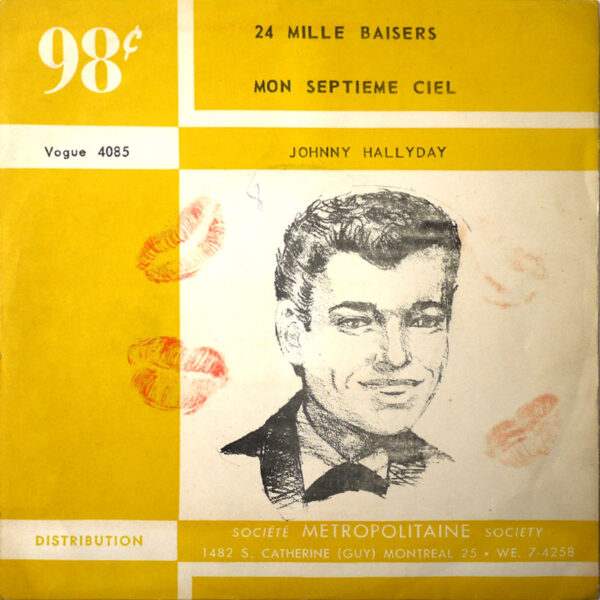 98¢
24 MILLE BAISERS
MON SEPTIEME CIEL
Vogue 4085
JOHNNY HALLYDAY
DISTRIBUTION
SOCIÉTÉ METROPOLITAINE SOCIETY
1482 S. CATHERINE (GUY) MONTREAL 25 • WE. 7-4258